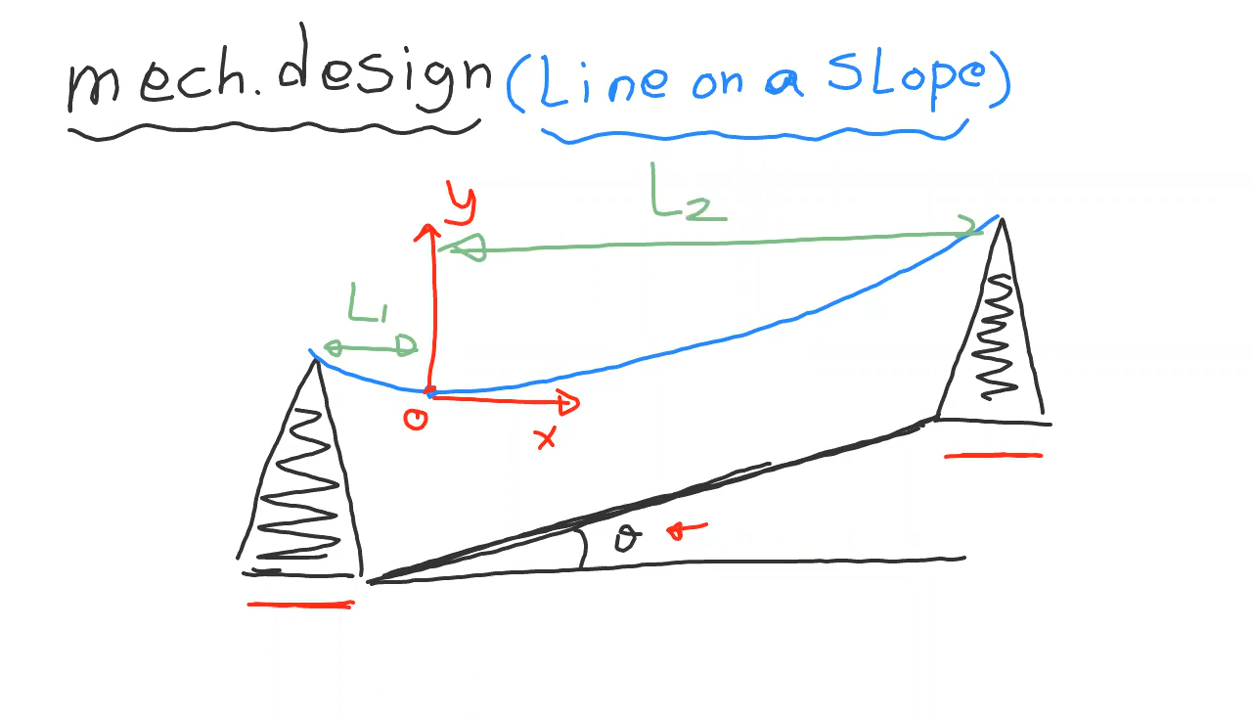 mech.design (Line on a SLope)
y
L2
L1
o
x
θ